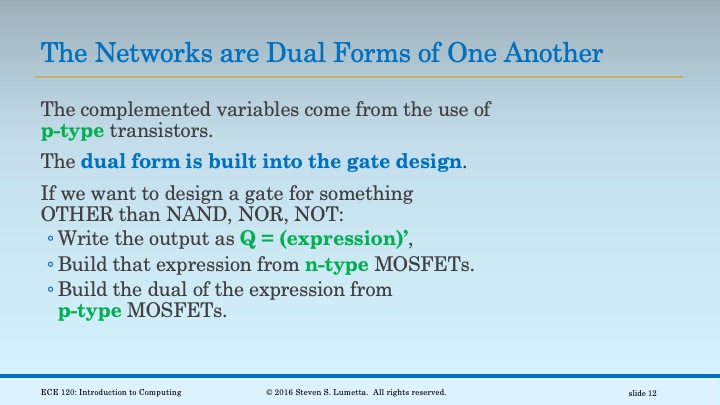 The Networks are Dual Forms of One Another
The complemented variables come from the use of
p-type transistors.
The dual form is built into the gate design.
If we want to design a gate for something
OTHER than NAND, NOR, NOT:
◦ Write the output as Q = (expression)’,
◦ Build that expression from n-type MOSFETs.
◦ Build the dual of the expression from
p-type MOSFETs.
ECE 120: Introduction to Computing © 2016 Steven S. Lumetta. All rights reserved. slide 12